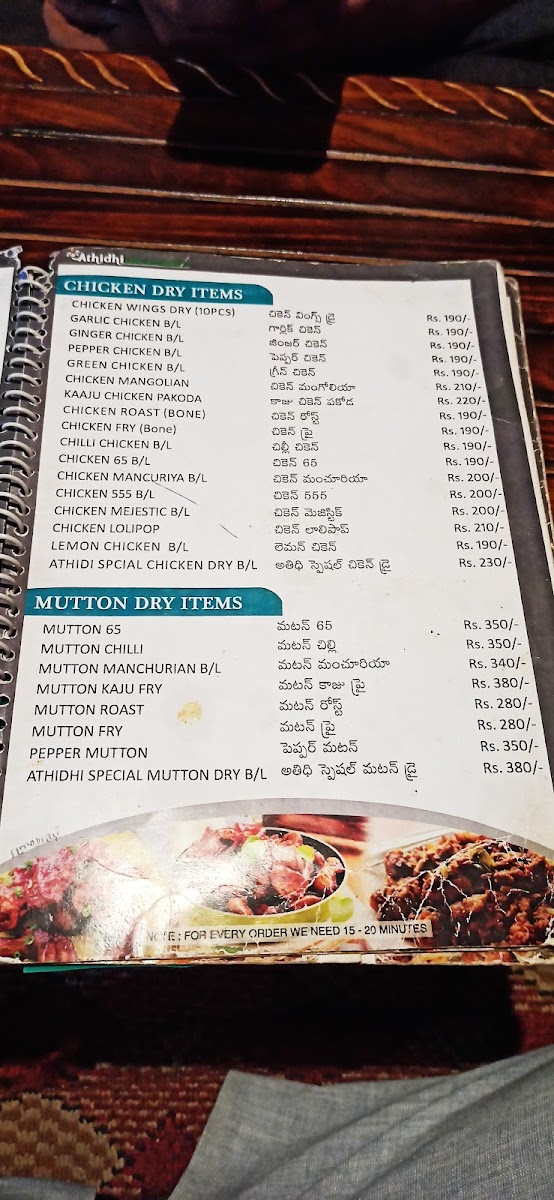 Athidhi
CHICKEN DRY ITEMS
CHICKEN WINGS DRY (10PCS) చికెన్ వింగ్స్ డ్రై Rs. 190/-
GARLIC CHICKEN B/L గార్లిక్ చికెన్ Rs. 190/-
GINGER CHICKEN B/L జింజర్ చికెన్ Rs. 190/-
PEPPER CHICKEN B/L పెప్పర్ చికెన్ Rs. 190/-
GREEN CHICKEN B/L గ్రీన్ చికెన్ Rs. 190/-
CHICKEN MANGOLIAN చికెన్ మంగోలియా Rs. 210/-
KAAJU CHICKEN PAKODA కాజు చికెన్ పకోడ Rs. 220/-
CHICKEN ROAST (BONE) చికెన్ రోస్ట్ Rs. 190/-
CHICKEN FRY (Bone) చికెన్ ఫ్రై Rs. 190/-
CHILLI CHICKEN B/L చిల్లీ చికెన్ Rs. 190/-
CHICKEN 65 B/L చికెన్ 65 Rs. 190/-
CHICKEN MANCURIYA B/L చికెన్ మంచూరియా Rs. 200/-
CHICKEN 555 B/L చికెన్ 555 Rs. 200/-
CHICKEN MEJESTIC B/L చికెన్ మెజిస్టిక్ Rs. 200/-
CHICKEN LOLIPOP చికెన్ లాలిపాప్ Rs. 210/-
LEMON CHICKEN B/L లెమన్ చికెన్ Rs. 190/-
ATHIDI SPCIAL CHICKEN DRY B/L అతిధి స్పెషల్ చికెన్ డ్రై Rs. 230/-
MUTTON DRY ITEMS
MUTTON 65 మటన్ 65 Rs. 350/-
MUTTON CHILLI మటన్ చిల్లి Rs. 350/-
MUTTON MANCHURIAN B/L మటన్ మంచూరియా Rs. 340/-
MUTTON KAJU FRY మటన్ కాజు ఫ్రై Rs. 380/-
MUTTON ROAST మటన్ రోస్ట్ Rs. 280/-
MUTTON FRY మటన్ ఫ్రై Rs. 280/-
PEPPER MUTTON పెప్పర్ మటన్ Rs. 350/-
ATHIDHI SPECIAL MUTTON DRY B/L అతిధి స్పెషల్ మటన్ డ్రై Rs. 380/-
NOTE : FOR EVERY ORDER WE NEED 15 - 20 MINUTES